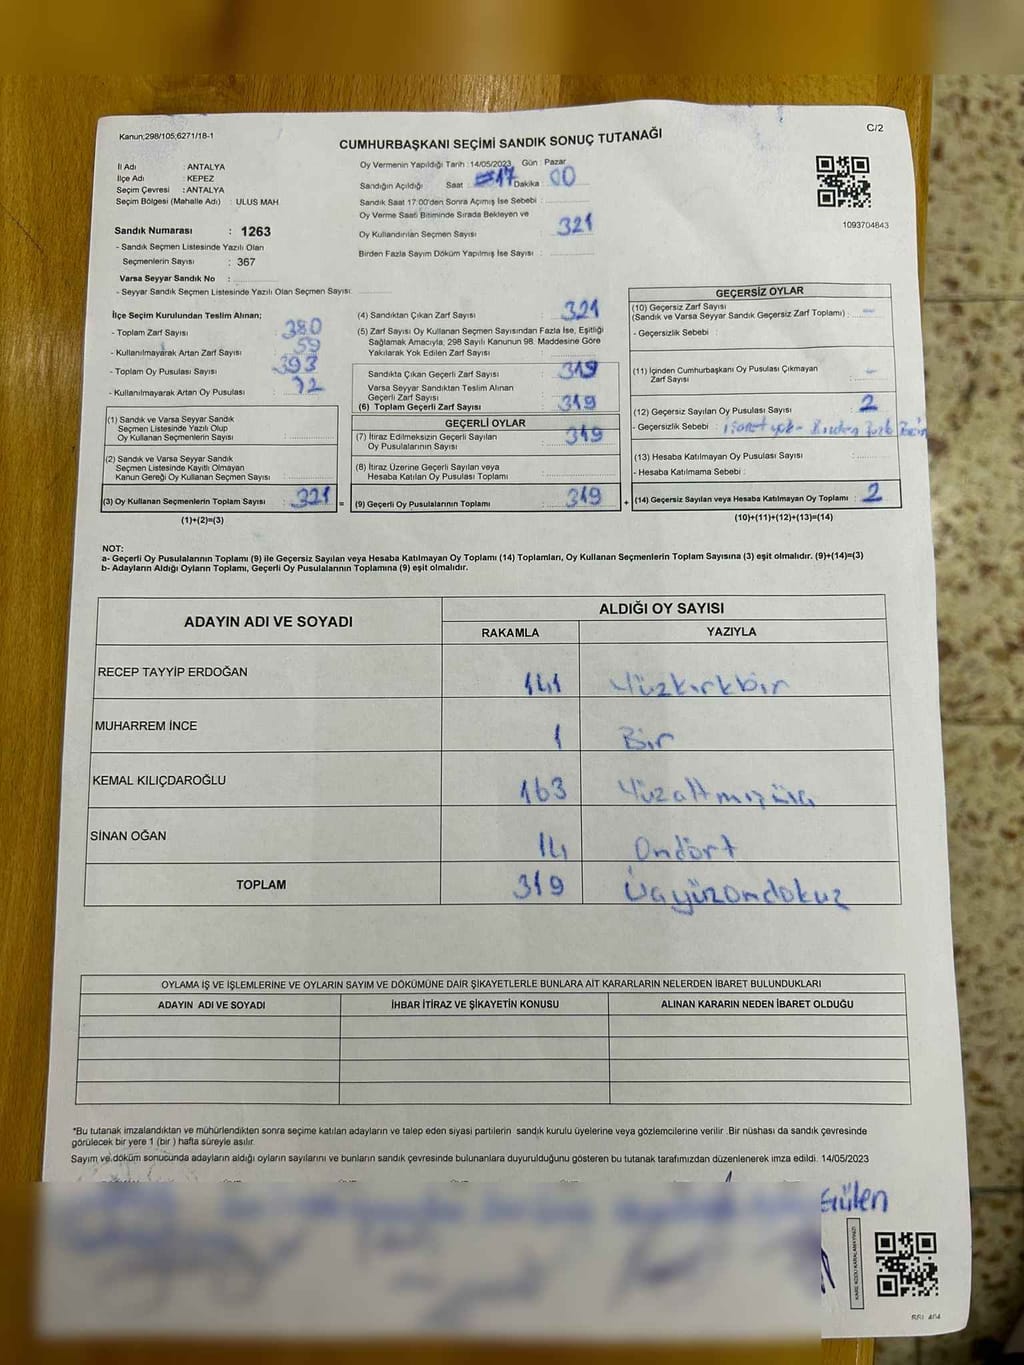 Kanun;298/105;6271/18-1
C/2
CUMHURBAŞKANI SEÇİMİ SANDIK SONUÇ TUTANAĞI
İl Adı : ANTALYA
İlçe Adı : KEPEZ
Seçim Çevresi : ANTALYA
Seçim Bölgesi (Mahalle Adı) : ULUS MAH.
Oy Vermenin Yapıldığı Tarih : 14/05/2023 Gün : Pazar
Sandığın Açıldığı Saat : 17 Dakika : 00
Sandık Saat 17:00'den Sonra Açımış İse Sebebi :
Oy Verme Saati Bitiminde Sırada Bekleyen ve
Oy Kullandırılan Seçmen Sayısı : 321
Birden Fazla Sayım Döküm Yapılmış İse Sayısı :
1093704843
Sandık Numarası : 1263
- Sandık Seçmen Listesinde Yazılı Olan
Seçmenlerin Sayısı : 367
Varsa Seyyar Sandık No :
- Seyyar Sandık Seçmen Listesinde Yazılı Olan Seçmen Sayısı:
İlçe Seçim Kurulundan Teslim Alınan;
- Toplam Zarf Sayısı : 380
- Kullanılmayarak Artan Zarf Sayısı : 59
- Toplam Oy Pusulası Sayısı : 393
- Kullanılmayarak Artan Oy Pusulası : 72
(1) Sandık ve Varsa Seyyar Sandık
Seçmen Listesinde Yazılı Olup
Oy Kullanan Seçmenlerin Sayısı :
(2) Sandık ve Varsa Seyyar Sandık
Seçmen Listesinde Kayıtlı Olmayan
Kanun Gereği Oy Kullanan Seçmen Sayısı :
(3) Oy Kullanan Seçmenlerin Toplam Sayısı : 321 =
(1)+(2)=(3)
(4) Sandıktan Çıkan Zarf Sayısı : 321
(5) Zarf Sayısı Oy Kullanan Seçmen Sayısından Fazla İse, Eşitliği
Sağlamak Amacıyla; 298 Sayılı Kanunun 98. Maddesine Göre
Yakılarak Yok Edilen Zarf Sayısı :
Sandıkta Çıkan Geçerli Zarf Sayısı : 319
Varsa Seyyar Sandıktan Teslim Alınan
Geçerli Zarf Sayısı :
(6) Toplam Geçerli Zarf Sayısı : 319
GEÇERLİ OYLAR
(7) İtiraz Edilmeksizin Geçerli Sayılan
Oy Pusulalarının Sayısı : 319
(8) İtiraz Üzerine Geçerli Sayılan veya
Hesaba Katılan Oy Pusulası Toplamı :
(9) Geçerli Oy Pusulalarının Toplamı : 319 +
GEÇERSİZ OYLAR
(10) Geçersiz Zarf Sayısı
(Sandık ve Varsa Seyyar Sandık Geçersiz Zarf Toplamı) : –
- Geçersizlik Sebebi :
(11) İçinden Cumhurbaşkanı Oy Pusulası Çıkmayan
Zarf Sayısı : -
(12) Geçersiz Sayılan Oy Pusulası Sayısı : 2
- Geçersizlik Sebebi : işaret yok - Birden
(13) Hesaba Katılmayan Oy Pusulası Sayısı :
- Hesaba Katılmama Sebebi :
(14) Geçersiz Sayılan veya Hesaba Katılmayan Oy Toplamı : 2
(10)+(11)+(12)+(13)=(14)
NOT:
a- Geçerli Oy Pusulalarının Toplamı (9) ile Geçersiz Sayılan veya Hesaba Katılmayan Oy Toplamı (14) Toplamları, Oy Kullanan Seçmenlerin Toplam Sayısına (3) eşit olmalıdır. (9)+(14)=(3)
b- Adayların Aldığı Oyların Toplamı, Geçerli Oy Pusulalarının Toplamına (9) eşit olmalıdır.
ADAYIN ADI VE SOYADI
ALDIĞI OY SAYISI
RAKAMLA YAZIYLA
RECEP TAYYİP ERDOĞAN 141 Yüzkırkbir
MUHARREM İNCE 1 Bir
KEMAL KILIÇDAROĞLU 163 Yüzaltmışüç
SİNAN OĞAN 14 Ondört
TOPLAM 319 Üçyüzondokuz
OYLAMA İŞ VE İŞLEMLERİNE VE OYLARIN SAYIM VE DÖKÜMÜNE DAİR ŞİKAYETLERLE BUNLARA AİT KARARLARIN NELERDEN İBARET BULUNDUKLARI
ADAYIN ADI VE SOYADI İHBAR İTİRAZ VE ŞİKAYETİN KONUSU ALINAN KARARIN NEDEN İBARET OLDUĞU
*Bu tutanak imzalandıktan ve mühürlendikten sonra seçime katılan adayların ve talep eden siyasi partilerin sandık kurulu üyelerine veya gözlemcilerine verilir .Bir nüshası da sandık çevresinde
görülecek bir yere 1 (bir ) hafta süreyle asılır.
Sayım ve döküm sonucunda adayların aldığı oyların sayılarını ve bunların sandık çevresinde bulunanlara duyurulduğunu gösteren bu tutanak tarafımızdan düzenlenerek imza edildi. 14/05/2023
Gülen